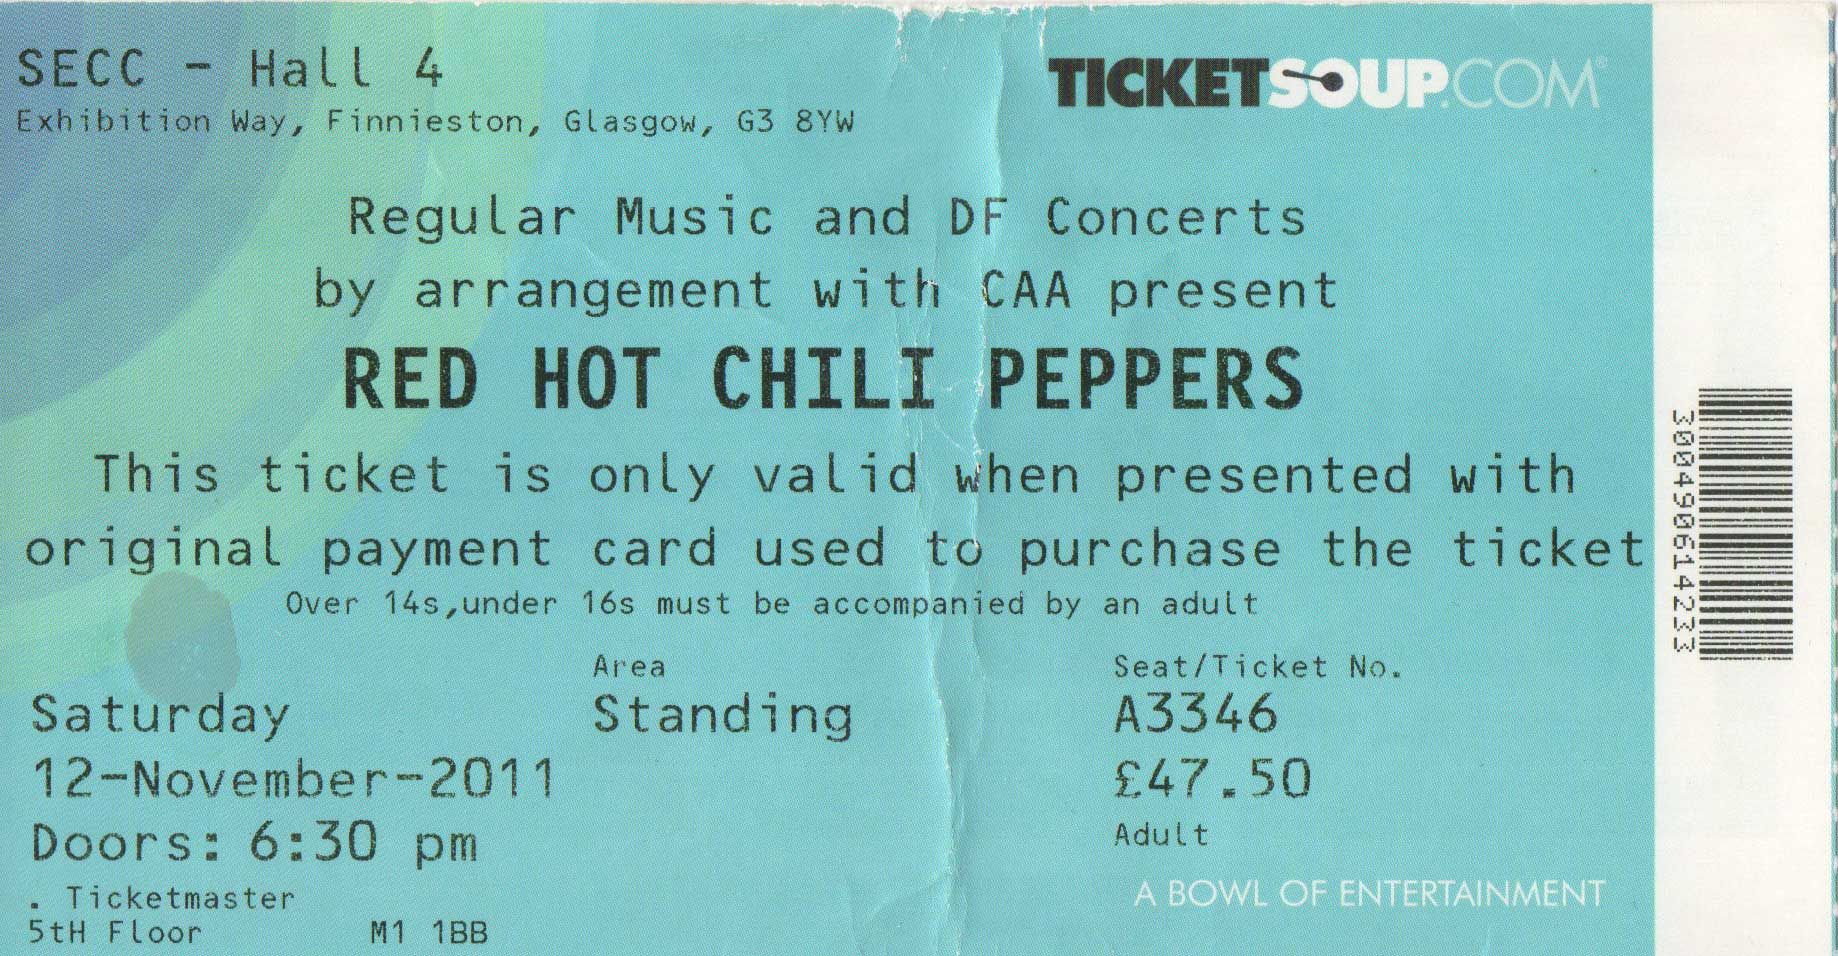 SECC - Hall 4
Exhibition Way, Finnieston, Glasgow, G3 8YW
TICKETSOUP.COM®
Regular Music and DF Concerts
by arrangement with CAA present
RED HOT CHILI PEPPERS
This ticket is only valid when presented with
original payment card used to purchase the ticket
Over 14s,under 16s must be accompanied by an adult
Area
Seat/Ticket No.
Saturday
Standing
A3346
12-November-2011
£47.50
Doors: 6:30 pm
Adult
. Ticketmaster
5tH Floor M1 1BB
A BOWL OF ENTERTAINMENT
300490614233